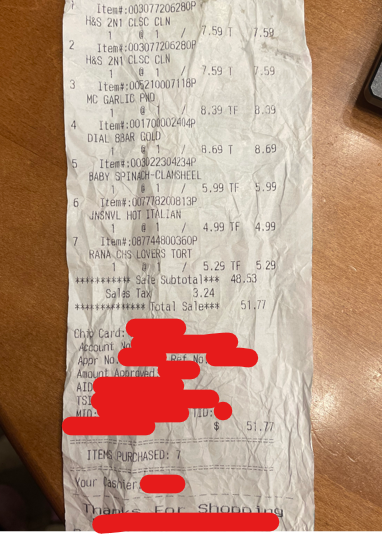 1 Item#:003077206280P
H&S 2N1 CLSC CLN
1 @ 1 / 7.59 T 7.59
2 Item#:003077206280P
H&S 2N1 CLSC CLN
1 @ 1 / 7.59 T 7.59
3 Item#:005210007118P
MC GARLIC PWD
1 @ 1 / 8.39 TF 8.39
4 Item#:001700002404P
DIAL 8BAR GOLD
1 @ 1 / 8.69 T 8.69
5 Item#:003022304234P
BABY SPINACH-CLAMSHELL
1 @ 1 / 5.99 TF 5.99
6 Item#:007778200813P
JNSNVL HOT ITALIAN
1 @ 1 / 4.99 TF 4.99
7 Item#:087744800360P
RANA CHS LOVERS TORT
1 @ 1 / 5.29 TF 5.29
*********** Sale Subtotal*** 48.53
Sales Tax 3.24
************** Total Sale*** 51.77
Chip Card:
Account No
Appr No. Ref No
Amount Approved
AID
TSI
MID: TID:
$ 51.77
ITEMS PURCHASED: 7
Your Cashier
Thanks For Shopping